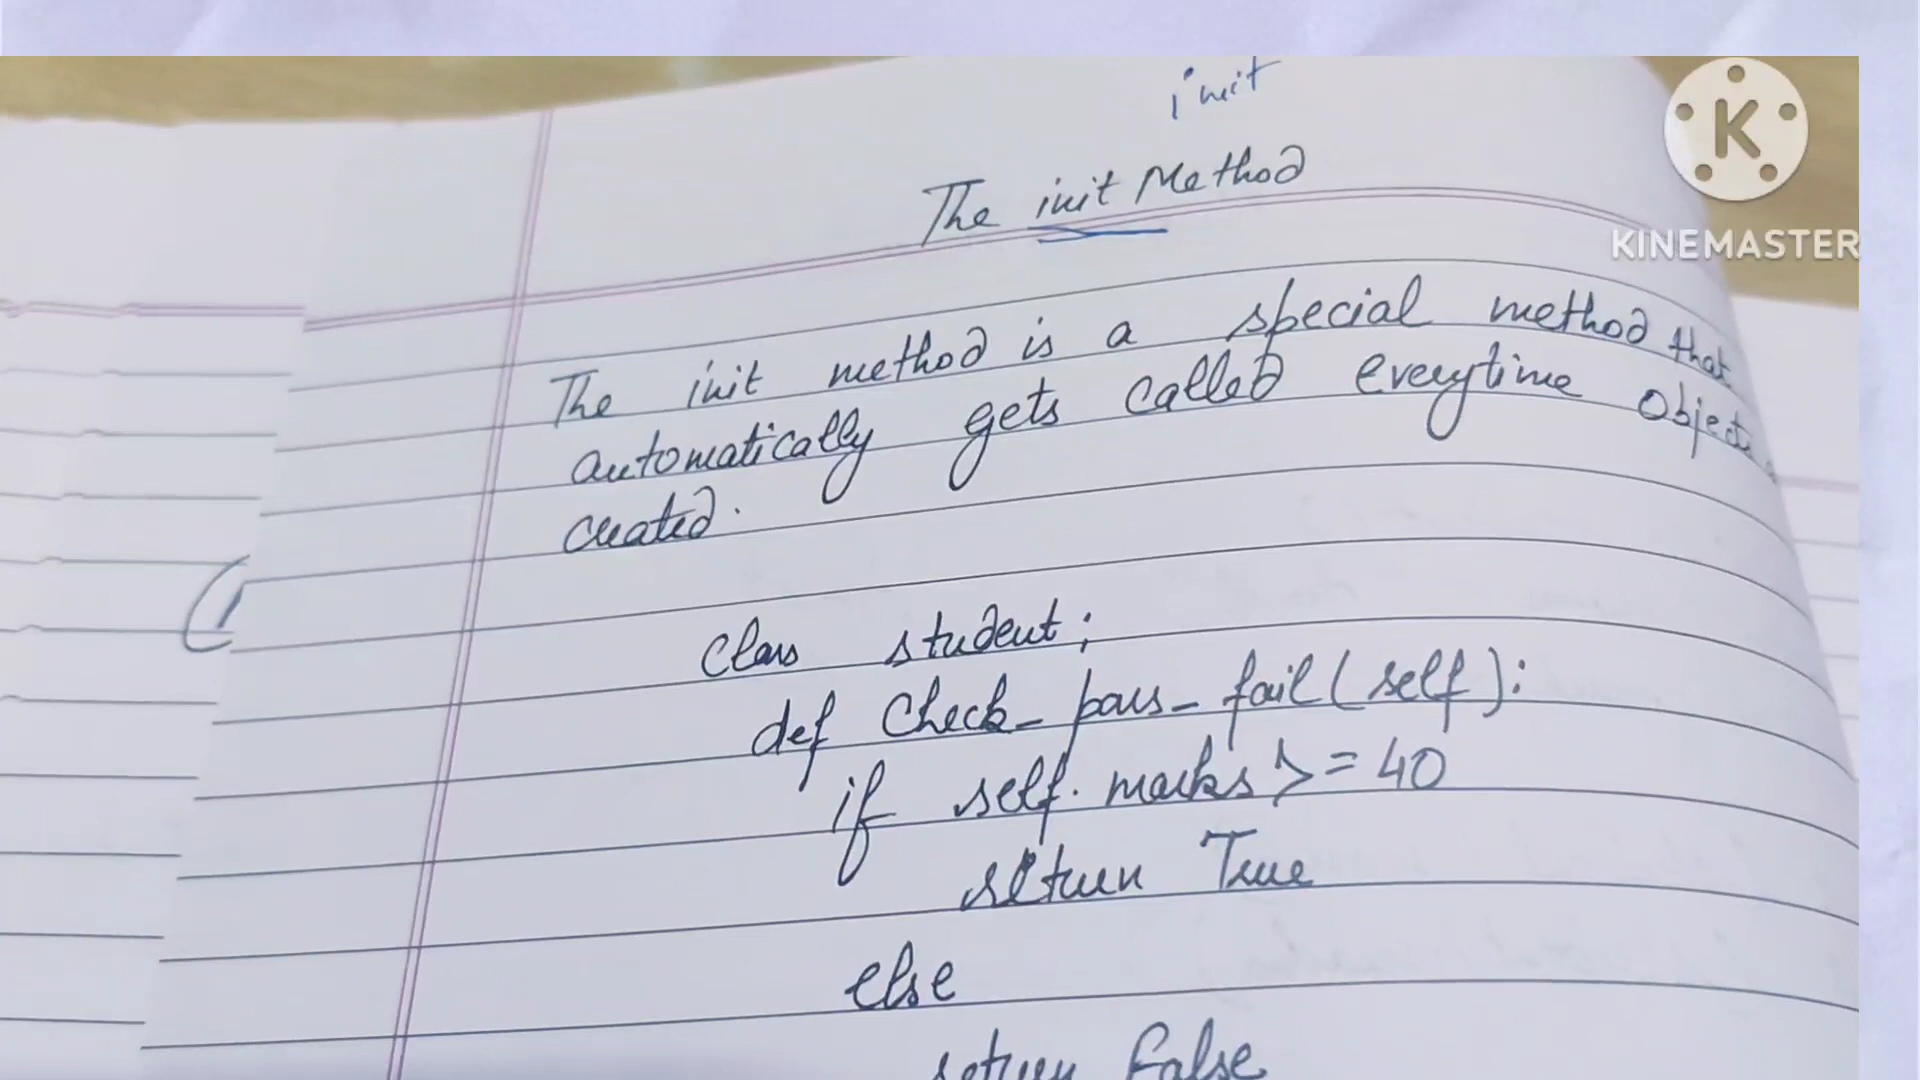 init
The init Method
KINEMASTER
The init method is a special method that
automatically gets called everytime object
created.
Class student;
def Check_pass_fail(self):
if self.marks >= 40
return True
else
return False